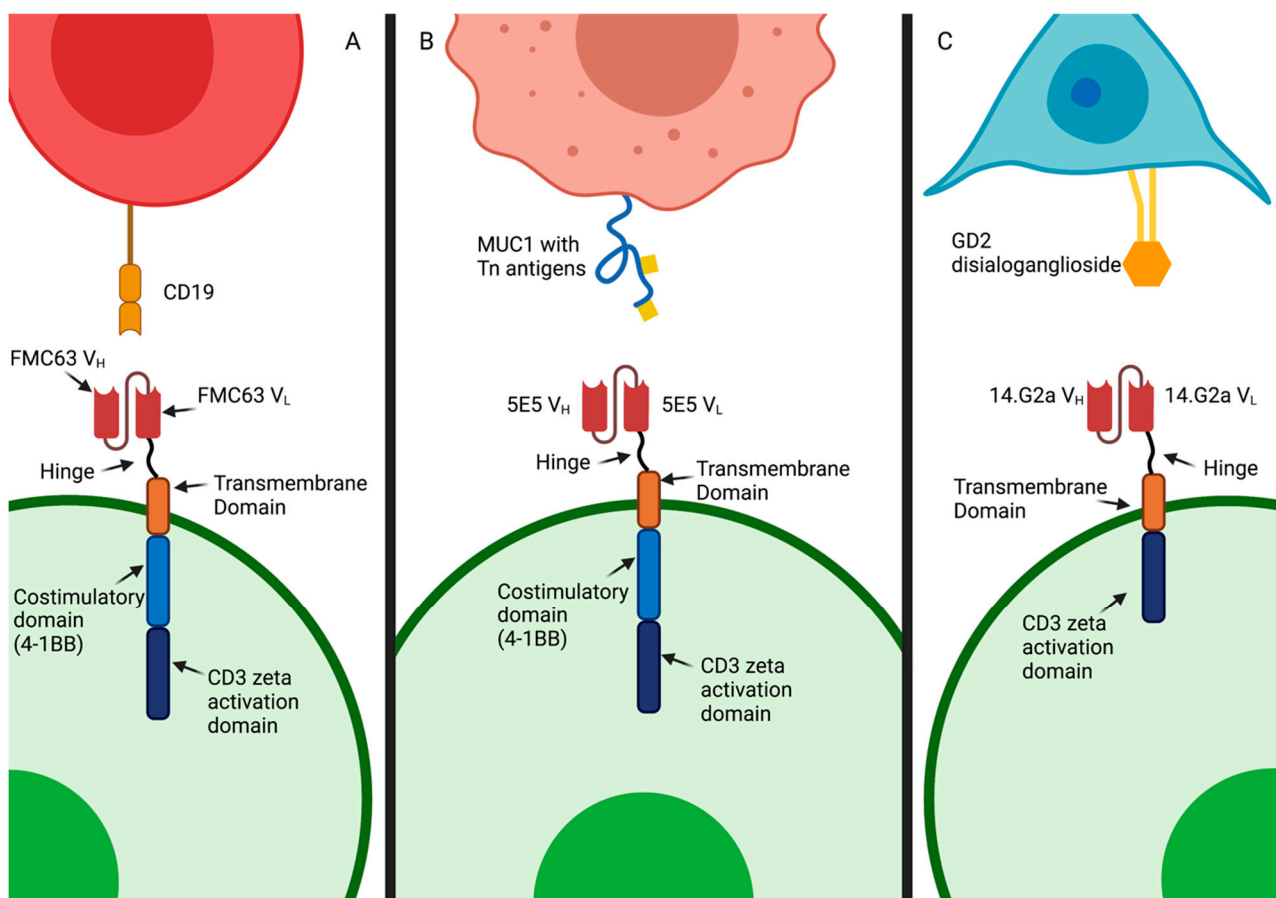 A
CD19
FMC63 VH
FMC63 VL
Hinge
Transmembrane
Domain
Costimulatory
domain
(4-1BB)
CD3 zeta
activation
domain
B
MUC1 with
Tn antigens
5E5 VH
5E5 VL
Hinge
Transmembrane
Domain
Costimulatory
domain
(4-1BB)
CD3 zeta
activation
domain
C
GD2
disialoganglioside
14.G2a VH
14.G2a VL
Hinge
Transmembrane
Domain
CD3 zeta
activation
domain